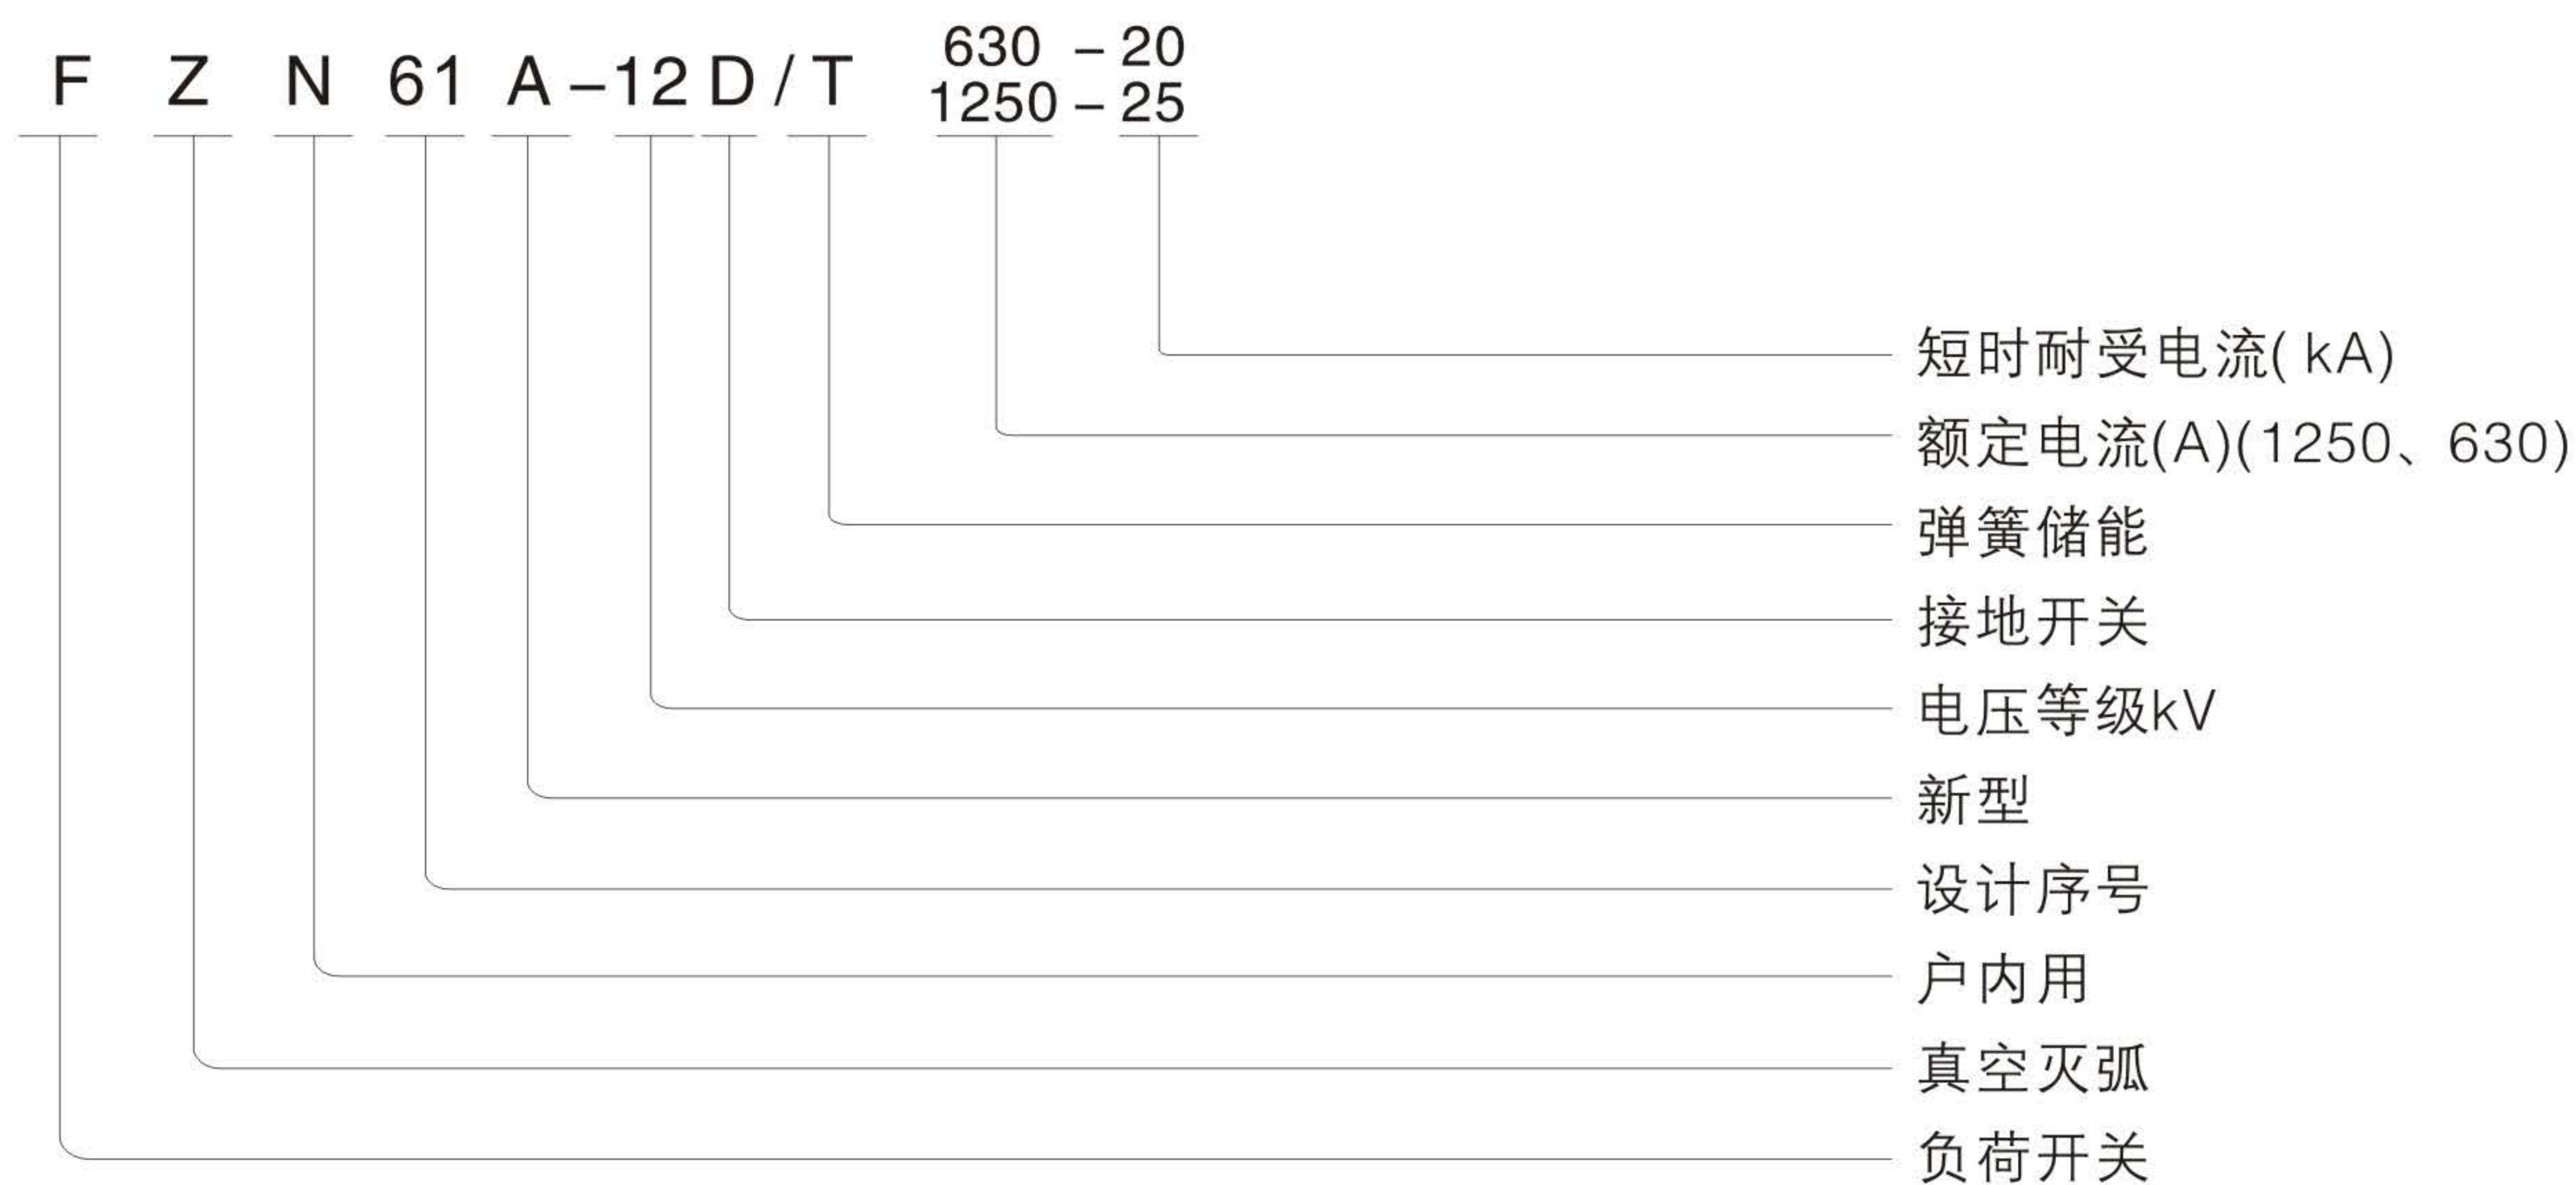 F Z N 61 A-12 D/T 630-20
1250-25
短时耐受电流(kA)
额定电流(A)(1250、630)
弹簧储能
接地开关
电压等级kV
新型
设计序号
户内用
真空灭弧
负荷开关